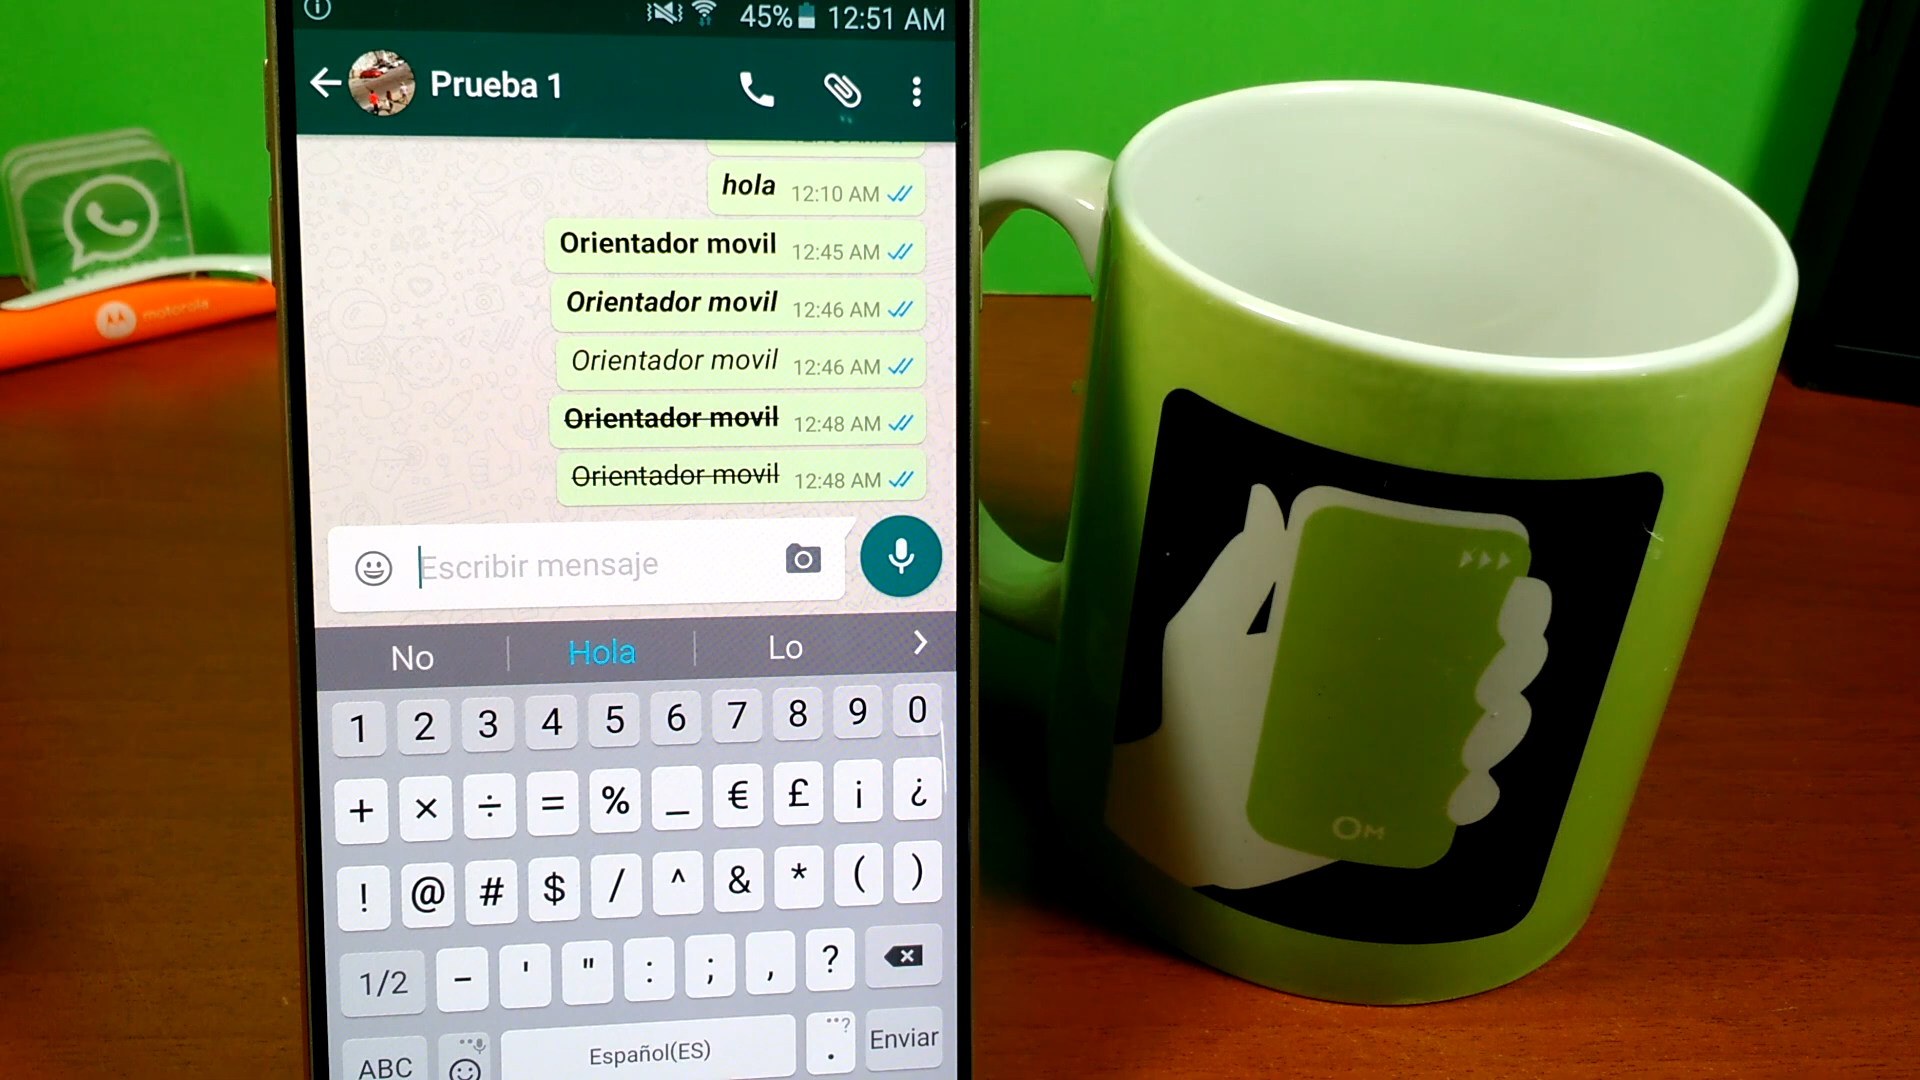 45% 12:51 AM
Prueba 1
hola 12:10 AM
Orientador movil 12:45 AM
Orientador movil 12:46 AM
Orientador movil 12:46 AM
Orientador movil 12:48 AM
Orientador movil 12:48 AM
Escribir mensaje
No Hola Lo
1 2 3 4 5 6 7 8 9 0
+ × ÷ = % _ € £ ¡ ¿
! @ # $ / ^ & * ( )
1/2 - ' " : ; , ?
ABC Español(ES) . Enviar
motorola
OM